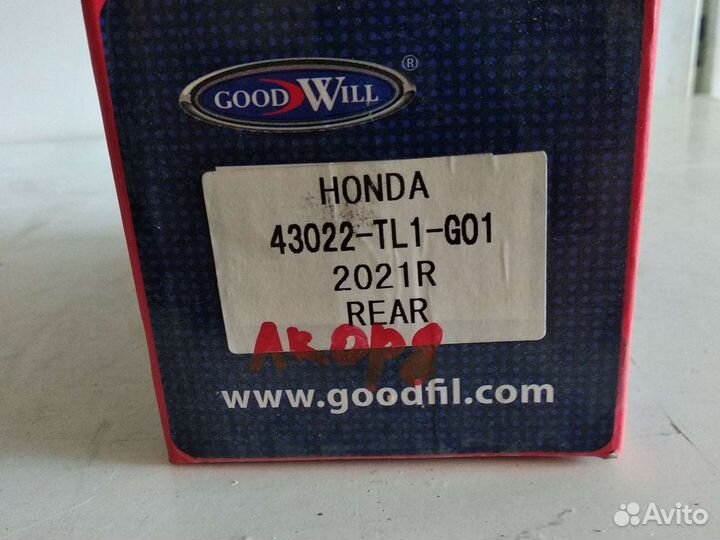 GOOD WILL ®
HONDA
43022-TL1-G01
2021R
REAR
Акорд
www.goodfil.com
Avito